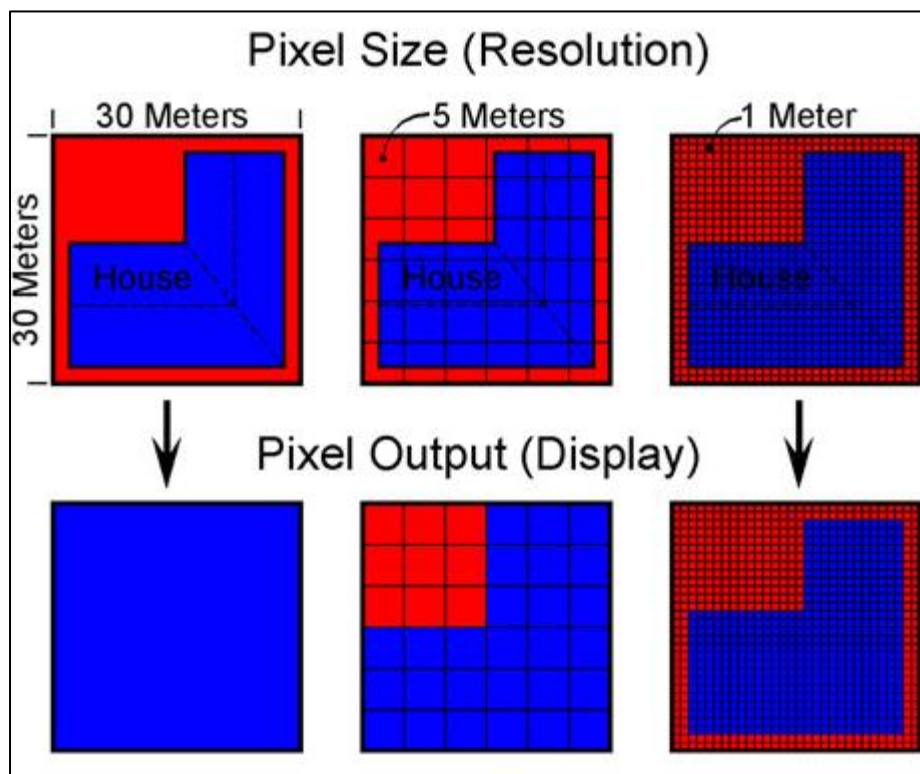 Pixel Size (Resolution)
30 Meters
5 Meters
1 Meter
30 Meters
House
House
House
Pixel Output (Display)